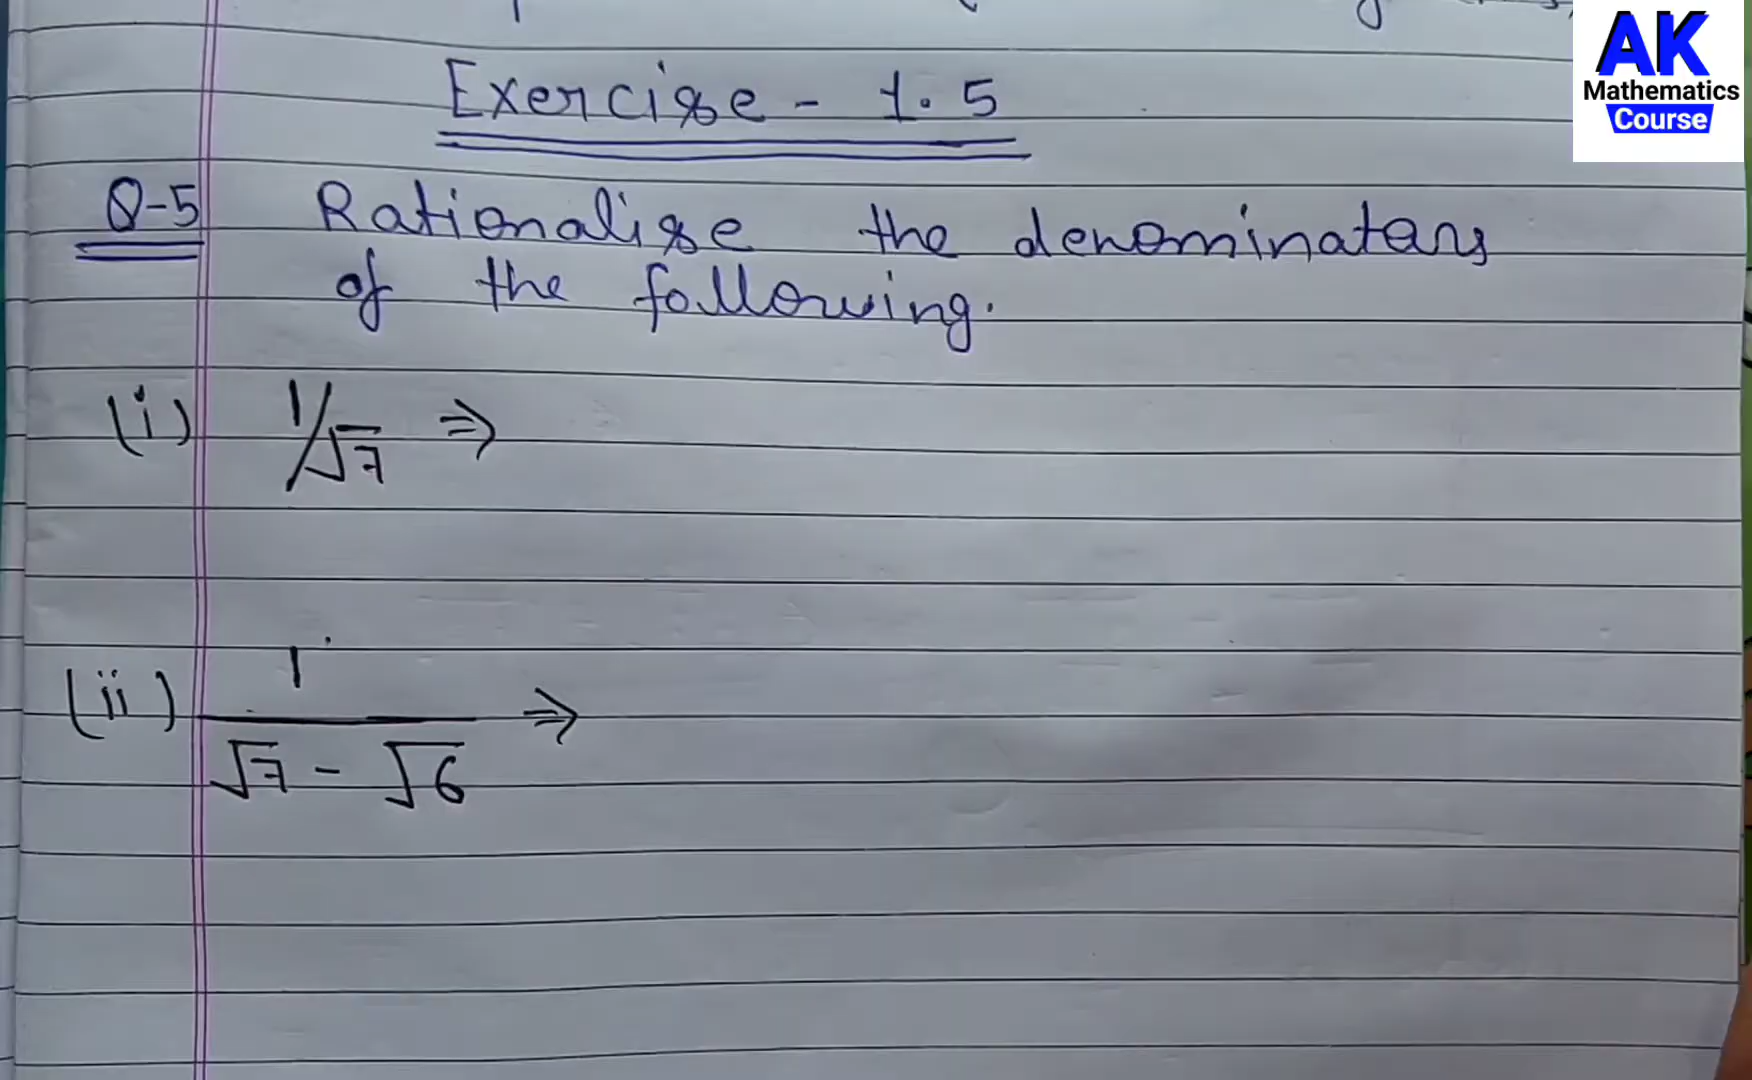 AK
Mathematics
Course
Exercise - 1.5
Q-5 Rationalise the denominators
of the following.
(i) 1/√7 ⇒
(ii) 1
√7 - √6 ⇒